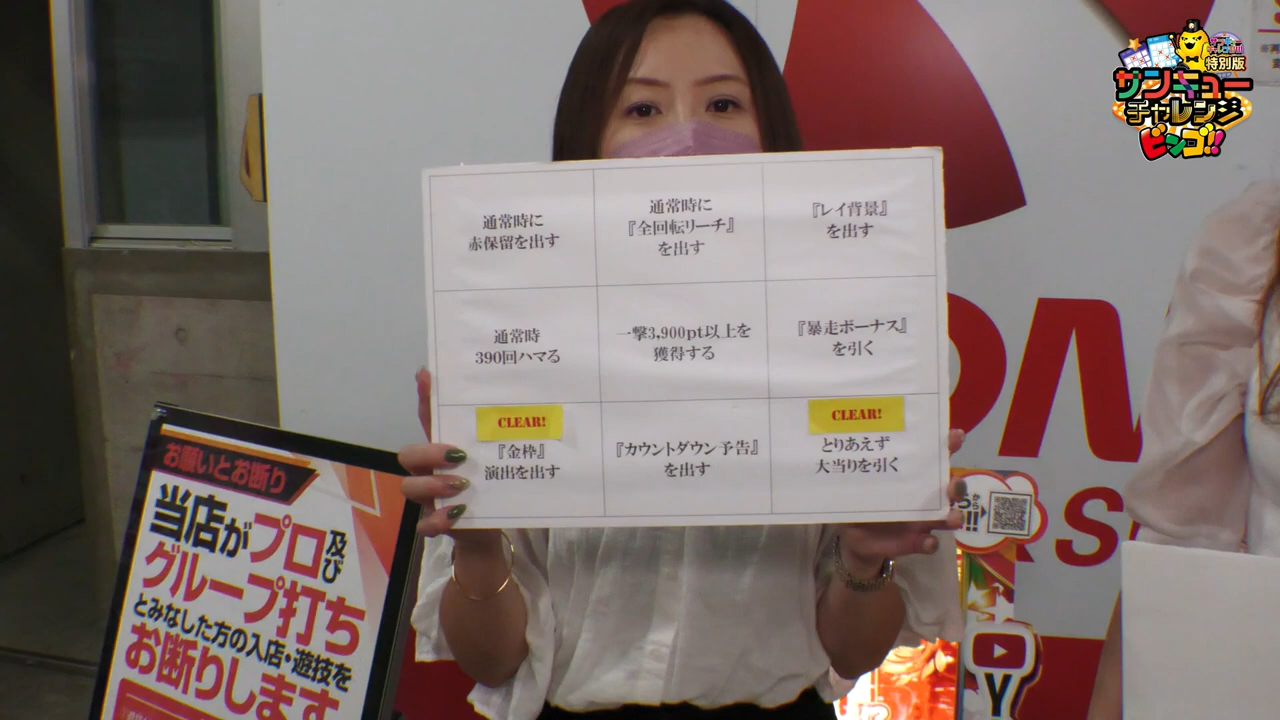 特別版
サンキュー
チャレンジ
ビンゴ!!
通常時に
赤保留を出す
通常時に
『全回転リーチ』
を出す
『レイ背景』
を出す
通常時
390回ハマる
一撃3,900pt以上を
獲得する
『暴走ボーナス』
を引く
CLEAR!
『金枠』
演出を出す
『カウントダウン予告』
を出す
CLEAR!
とりあえず
大当りを引く
お願いとお断り
当店がプロ及び
グループ打ち
とみなした方の入店・遊技を
お断りします
から
!!
S
Y